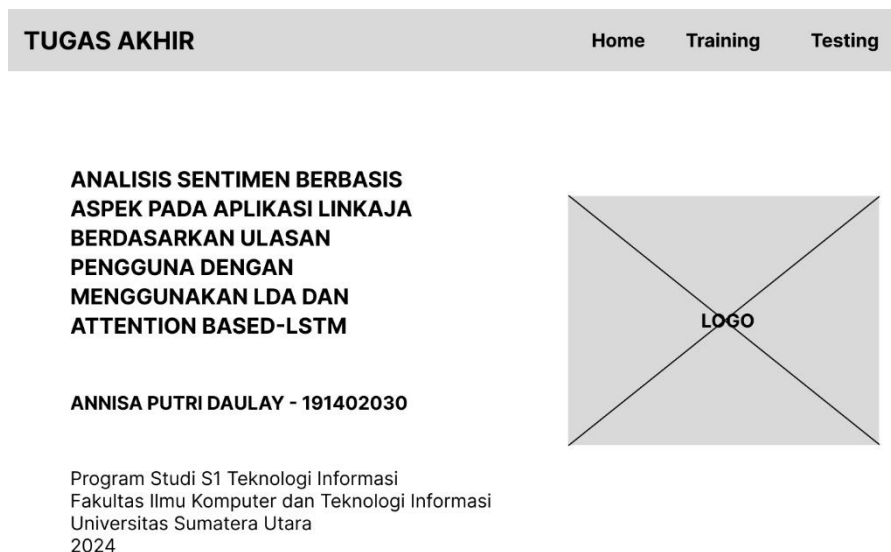 TUGAS AKHIR
Home Training Testing
ANALISIS SENTIMEN BERBASIS
ASPEK PADA APLIKASI LINKAJA
BERDASARKAN ULASAN
PENGGUNA DENGAN
MENGGUNAKAN LDA DAN
ATTENTION BASED-LSTM
LOGO
ANNISA PUTRI DAULAY - 191402030
Program Studi S1 Teknologi Informasi
Fakultas Ilmu Komputer dan Teknologi Informasi
Universitas Sumatera Utara
2024